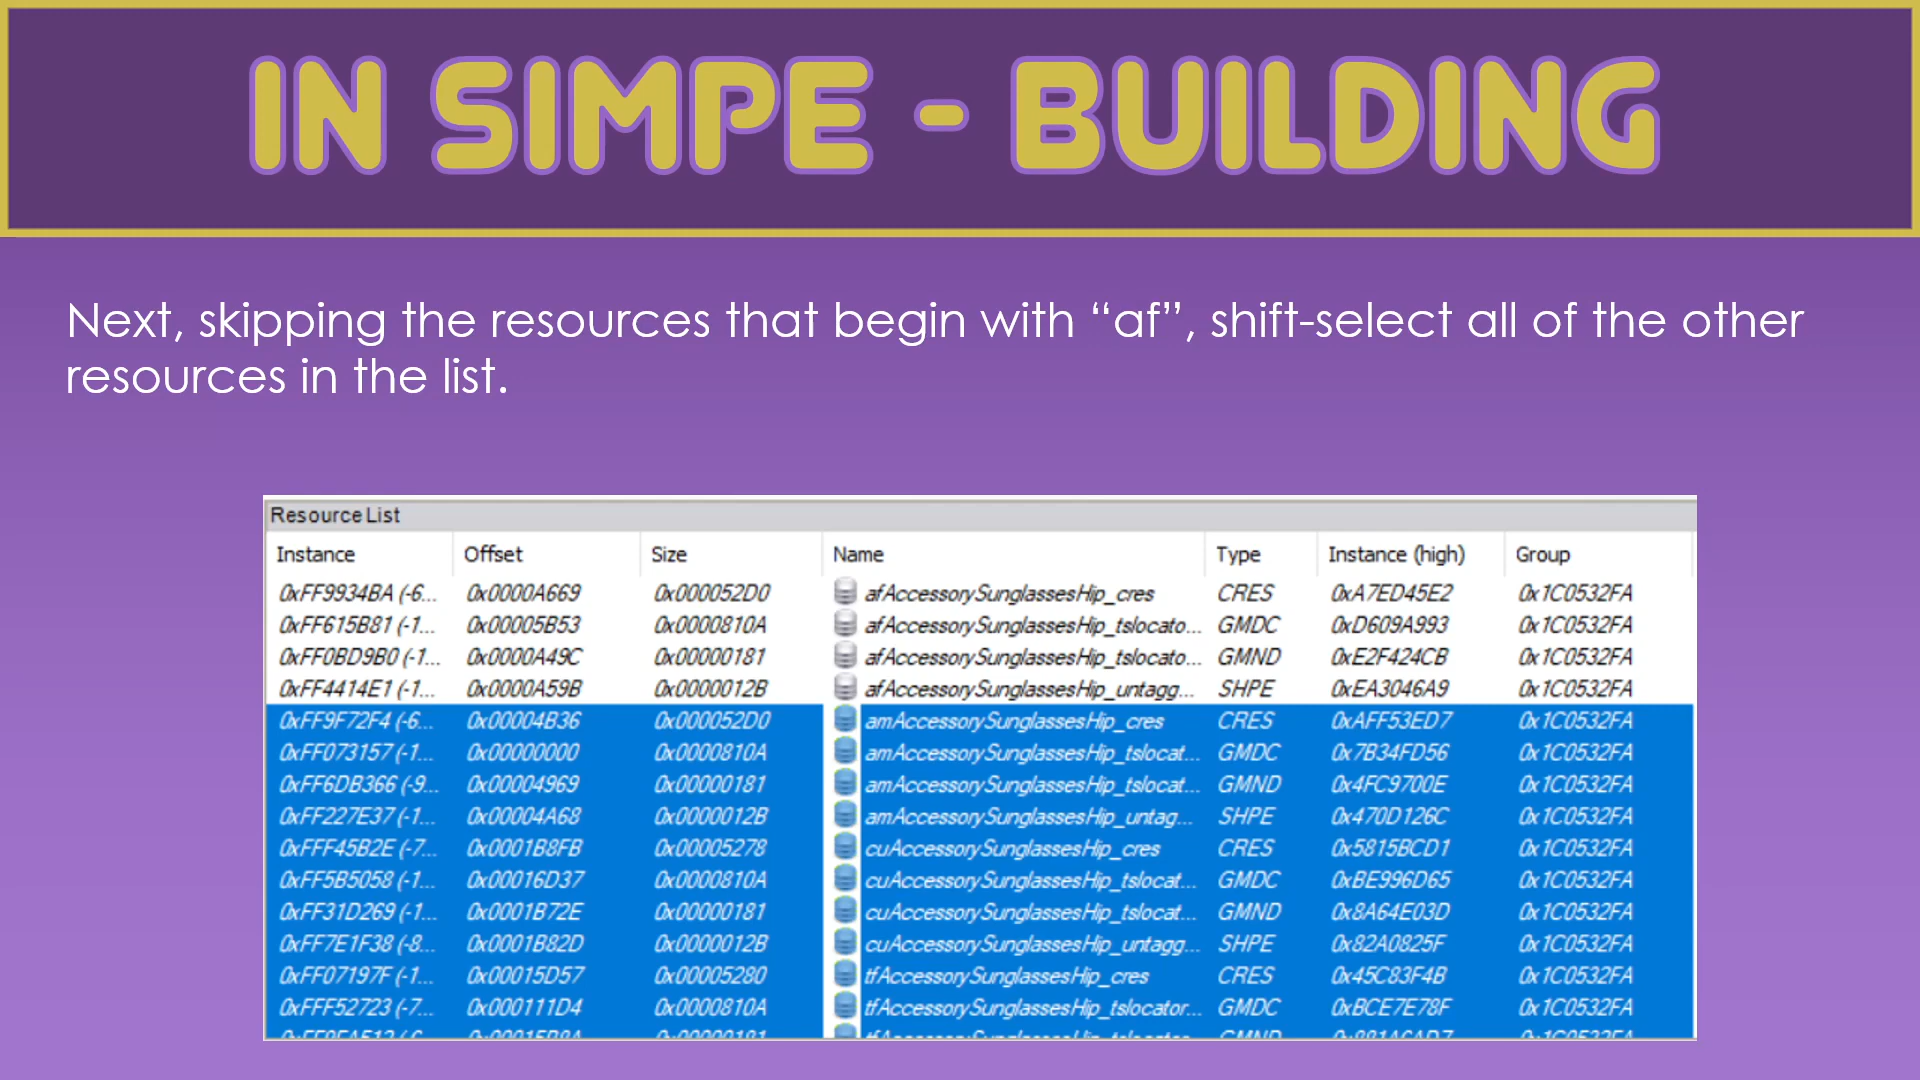 IN SIMPE - BUILDING
Next, skipping the resources that begin with “af”, shift-select all of the other
resources in the list.
Resource List
Instance Offset Size Name Type Instance (high) Group
0xFF9934BA (-6... 0x0000A669 0x000052D0 afAccessorySunglassesHip_cres CRES 0xA7ED45E2 0x1C0532FA
0xFF615B81 (-1... 0x00005B53 0x0000810A afAccessorySunglassesHip_tslocato... GMDC 0xD609A993 0x1C0532FA
0xFF0BD9B0 (-1... 0x0000A49C 0x00000181 afAccessorySunglassesHip_tslocato... GMND 0xE2F424CB 0x1C0532FA
0xFF4414E1 (-1... 0x0000A59B 0x0000012B afAccessorySunglassesHip_untagg... SHPE 0xEA3046A9 0x1C0532FA
0xFF9F72F4 (-6... 0x00004B36 0x000052D0 amAccessorySunglassesHip_cres CRES 0xAFF53ED7 0x1C0532FA
0xFF073157 (-1... 0x00000000 0x0000810A amAccessorySunglassesHip_tslocat... GMDC 0x7B34FD56 0x1C0532FA
0xFF6DB366 (-9... 0x00004969 0x00000181 amAccessorySunglassesHip_tslocat... GMND 0x4FC9700E 0x1C0532FA
0xFF227E37 (-1... 0x00004A68 0x0000012B amAccessorySunglassesHip_untag... SHPE 0x470D126C 0x1C0532FA
0xFFF45B2E (-7... 0x0001B8FB 0x00005278 cuAccessorySunglassesHip_cres CRES 0x5815BCD1 0x1C0532FA
0xFF5B5058 (-1... 0x00016D37 0x0000810A cuAccessorySunglassesHip_tslocat... GMDC 0xBE996D65 0x1C0532FA
0xFF31D269 (-1... 0x0001B72E 0x00000181 cuAccessorySunglassesHip_tslocat... GMND 0x8A64E03D 0x1C0532FA
0xFF7E1F38 (-8... 0x0001B82D 0x0000012B cuAccessorySunglassesHip_untagg... SHPE 0x82A0825F 0x1C0532FA
0xFF07197F (-1... 0x00015D57 0x00005280 tfAccessorySunglassesHip_cres CRES 0x45C83F4B 0x1C0532FA
0xFFF52723 (-7... 0x000111D4 0x0000810A tfAccessorySunglassesHip_tslocator... GMDC 0xBCE7E78F 0x1C0532FA